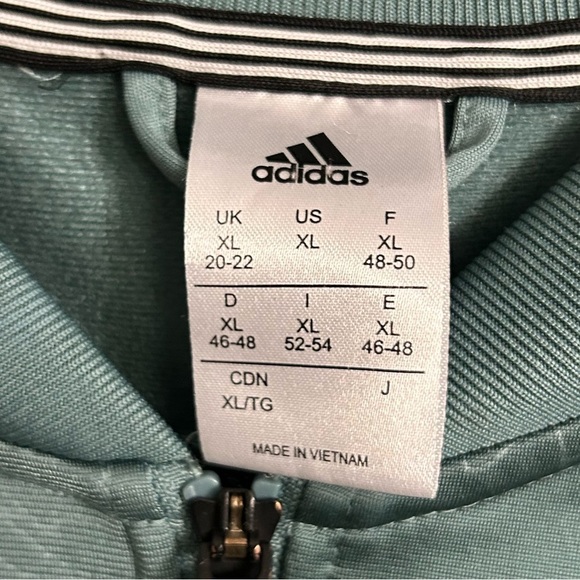 adidas
UK US F
XL XL XL
20-22 48-50
D I E
XL XL XL
46-48 52-54 46-48
CDN J
XL/TG
MADE IN VIETNAM